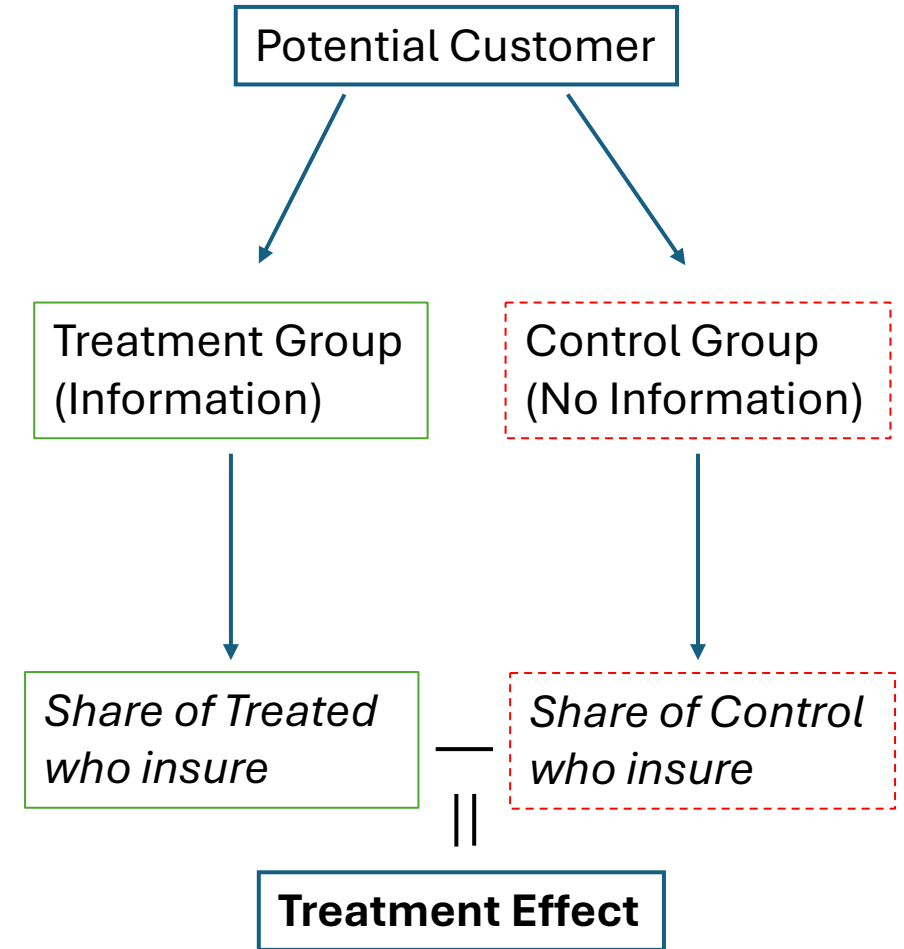 Potential Customer
Treatment Group
(Information)
Control Group
(No Information)
Share of Treated
who insure
Share of Control
who insure
Treatment Effect